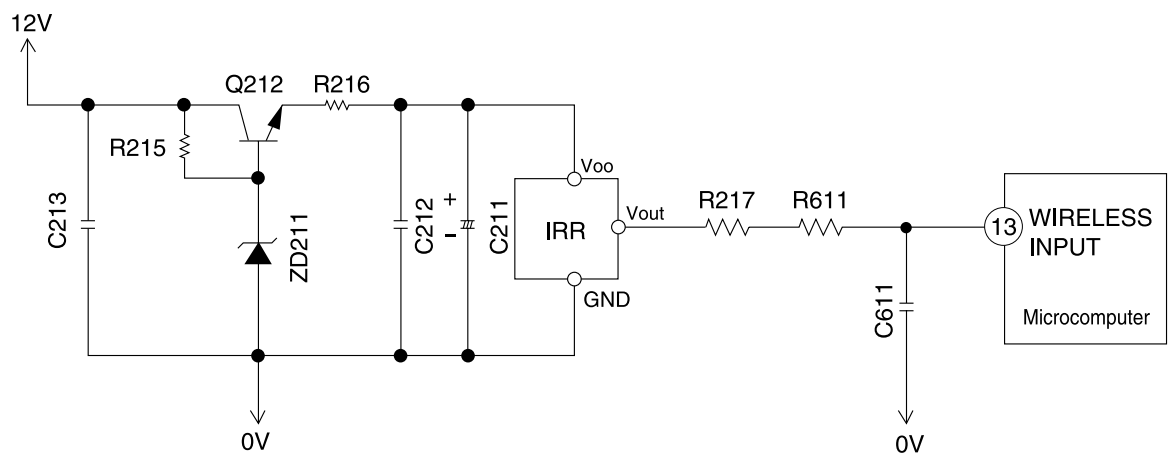 12V
Q212
R216
R215
C213
ZD211
C212
+
-
C211
Voo
IRR
Vout
GND
R217
R611
C611
13
WIRELESS
INPUT
Microcomputer
0V
0V